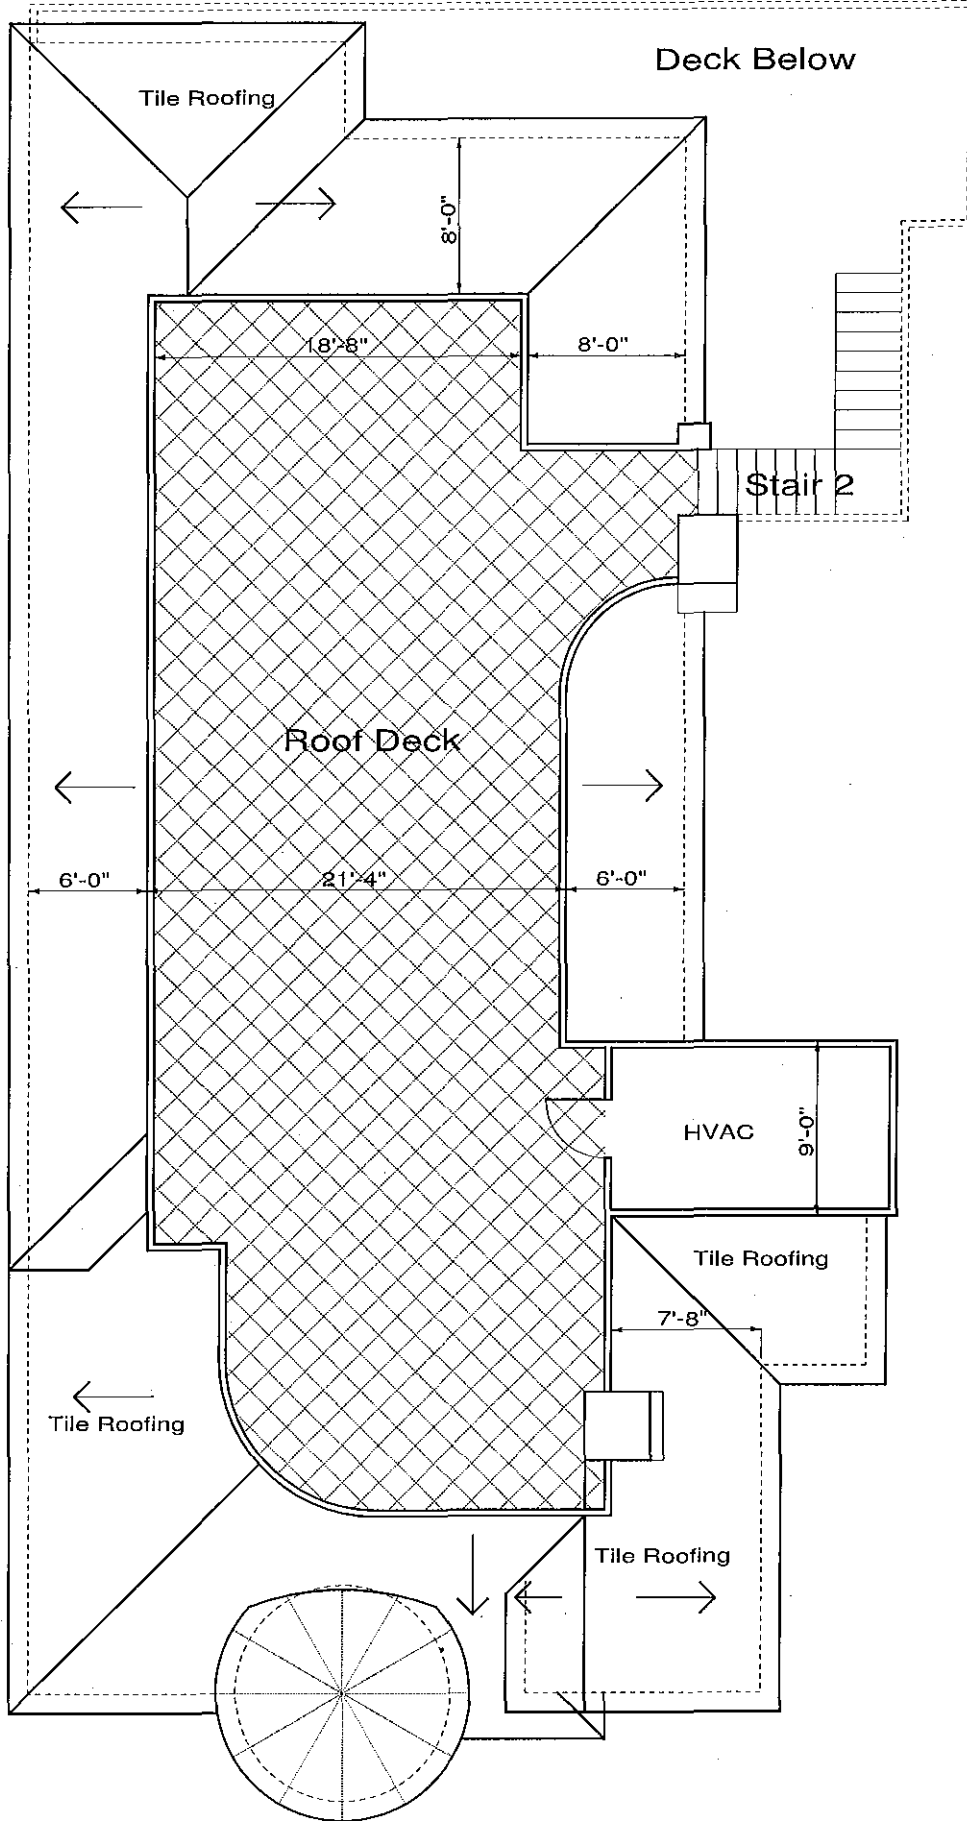 Deck Below
Tile Roofing
8'-0"
18'-8"
8'-0"
Stair 2
Roof Deck
6'-0"
21'-4"
6'-0"
HVAC
9'-0"
Tile Roofing
7'-8"
Tile Roofing
Tile Roofing